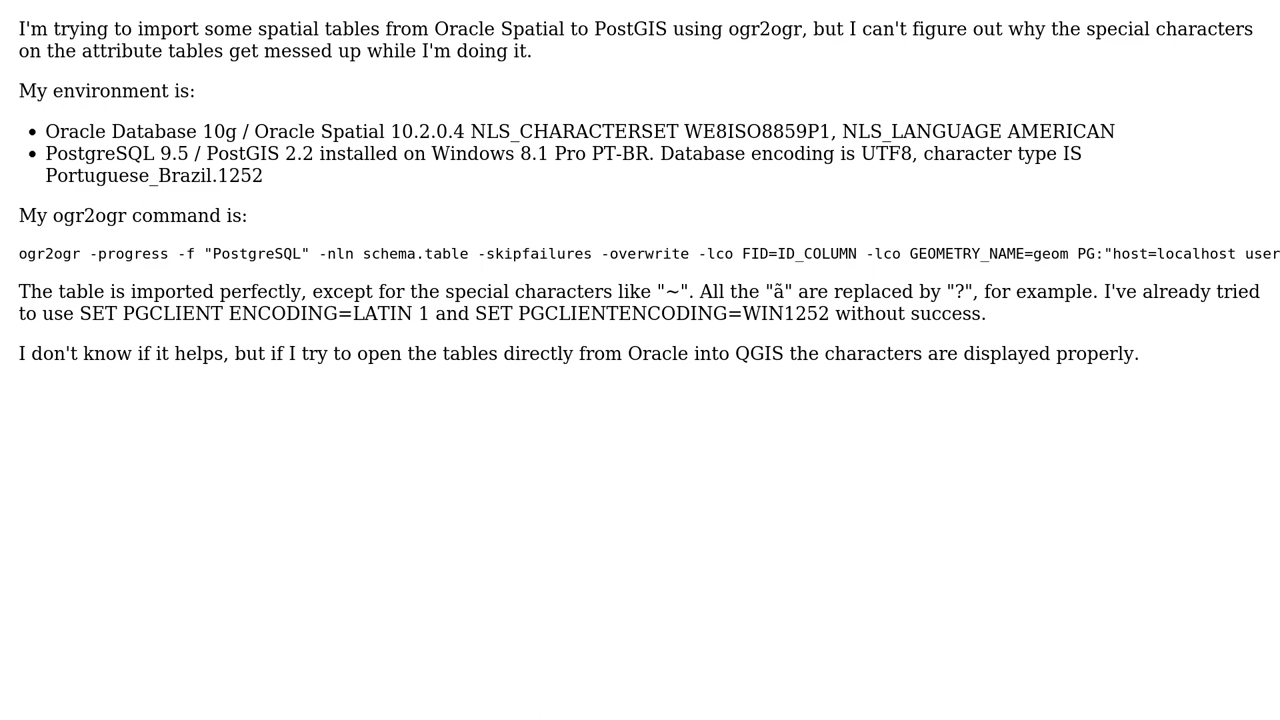 I'm trying to import some spatial tables from Oracle Spatial to PostGIS using ogr2ogr, but I can't figure out why the special characters
on the attribute tables get messed up while I'm doing it.
My environment is:
• Oracle Database 10g / Oracle Spatial 10.2.0.4 NLS_CHARACTERSET WE8ISO8859P1, NLS_LANGUAGE AMERICAN
• PostgreSQL 9.5 / PostGIS 2.2 installed on Windows 8.1 Pro PT-BR. Database encoding is UTF8, character type IS
Portuguese_Brazil.1252
My ogr2ogr command is:
ogr2ogr -progress -f "PostgreSQL" -nln schema.table -skipfailures -overwrite -lco FID=ID_COLUMN -lco GEOMETRY_NAME=geom PG:"host=localhost user
The table is imported perfectly, except for the special characters like "~". All the "ã" are replaced by "?", for example. I've already tried
to use SET PGCLIENT ENCODING=LATIN 1 and SET PGCLIENTENCODING=WIN1252 without success.
I don't know if it helps, but if I try to open the tables directly from Oracle into QGIS the characters are displayed properly.